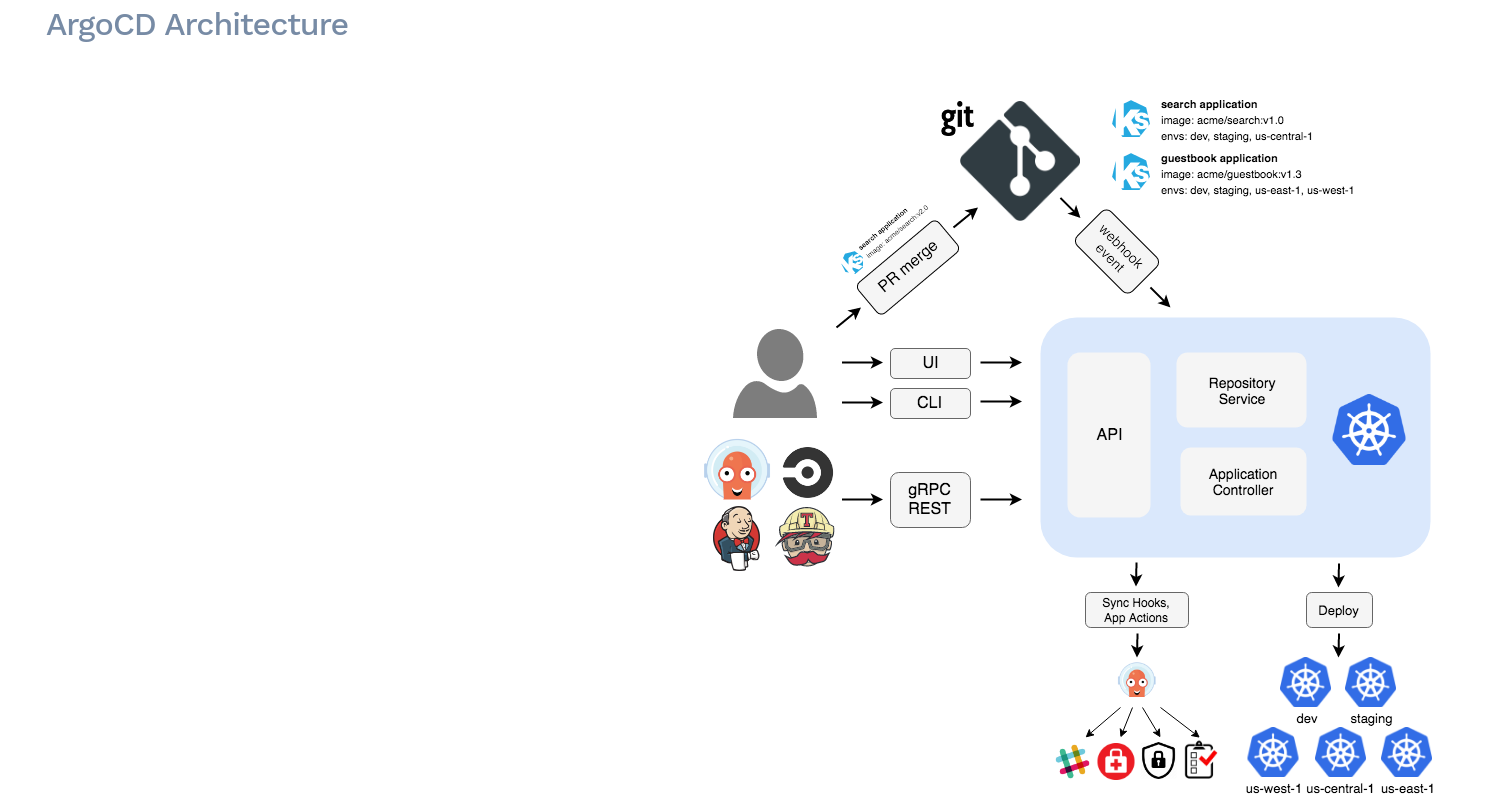 ArgoCD Architecture
git
search application
image: acme/search:v1.0
envs: dev, staging, us-central-1
guestbook application
image: acme/guestbook:v1.3
envs: dev, staging, us-east-1, us-west-1
search application
image: acme/search:v2.0
PR merge
webhook
event
UI
CLI
gRPC
REST
API
Repository
Service
Application
Controller
Sync Hooks,
App Actions
Deploy
dev
staging
us-west-1
us-central-1
us-east-1
Ks
Ks
Ks
T